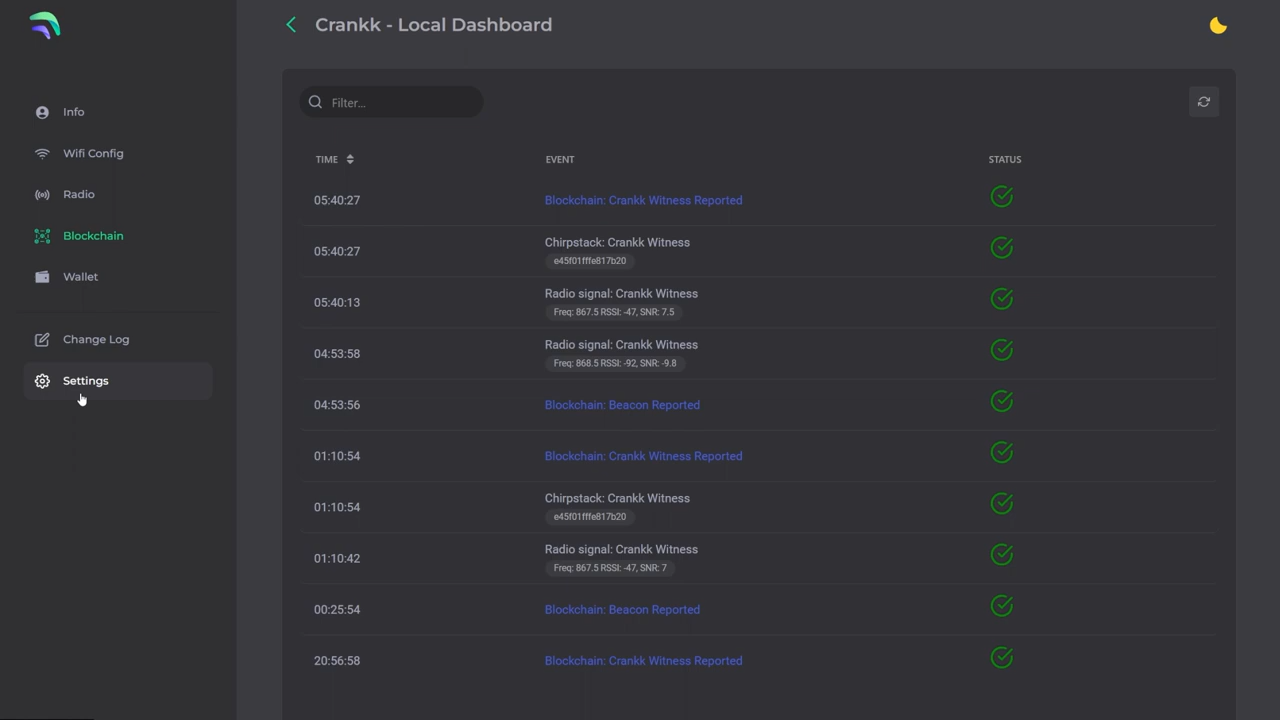 Crankk - Local Dashboard
Info
Wifi Config
Radio
Blockchain
Wallet
Change Log
Settings
Filter...
TIME EVENT STATUS
05:40:27 Blockchain: Crankk Witness Reported
05:40:27 Chirpstack: Crankk Witness
e45f01fffe817b20
05:40:13 Radio signal: Crankk Witness
Freq: 867.5 RSSI: -47, SNR: 7.5
04:53:58 Radio signal: Crankk Witness
Freq: 868.5 RSSI: -92, SNR: -9.8
04:53:56 Blockchain: Beacon Reported
01:10:54 Blockchain: Crankk Witness Reported
01:10:54 Chirpstack: Crankk Witness
e45f01fffe817b20
01:10:42 Radio signal: Crankk Witness
Freq: 867.5 RSSI: -47, SNR: 7
00:25:54 Blockchain: Beacon Reported
20:56:58 Blockchain: Crankk Witness Reported